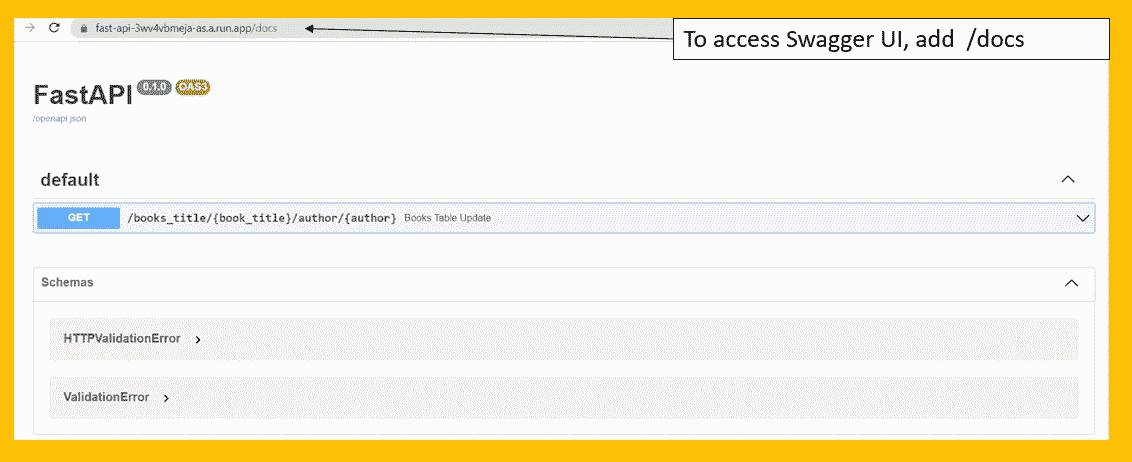 fast-api-3wv4vbmeja-as.a.run.app/docs
To access Swagger UI, add /docs
FastAPI 0.1.0 OAS3
/openapi.json
default
GET /books_title/{book_title}/author/{author} Books Table Update
Schemas
HTTPValidationError
ValidationError